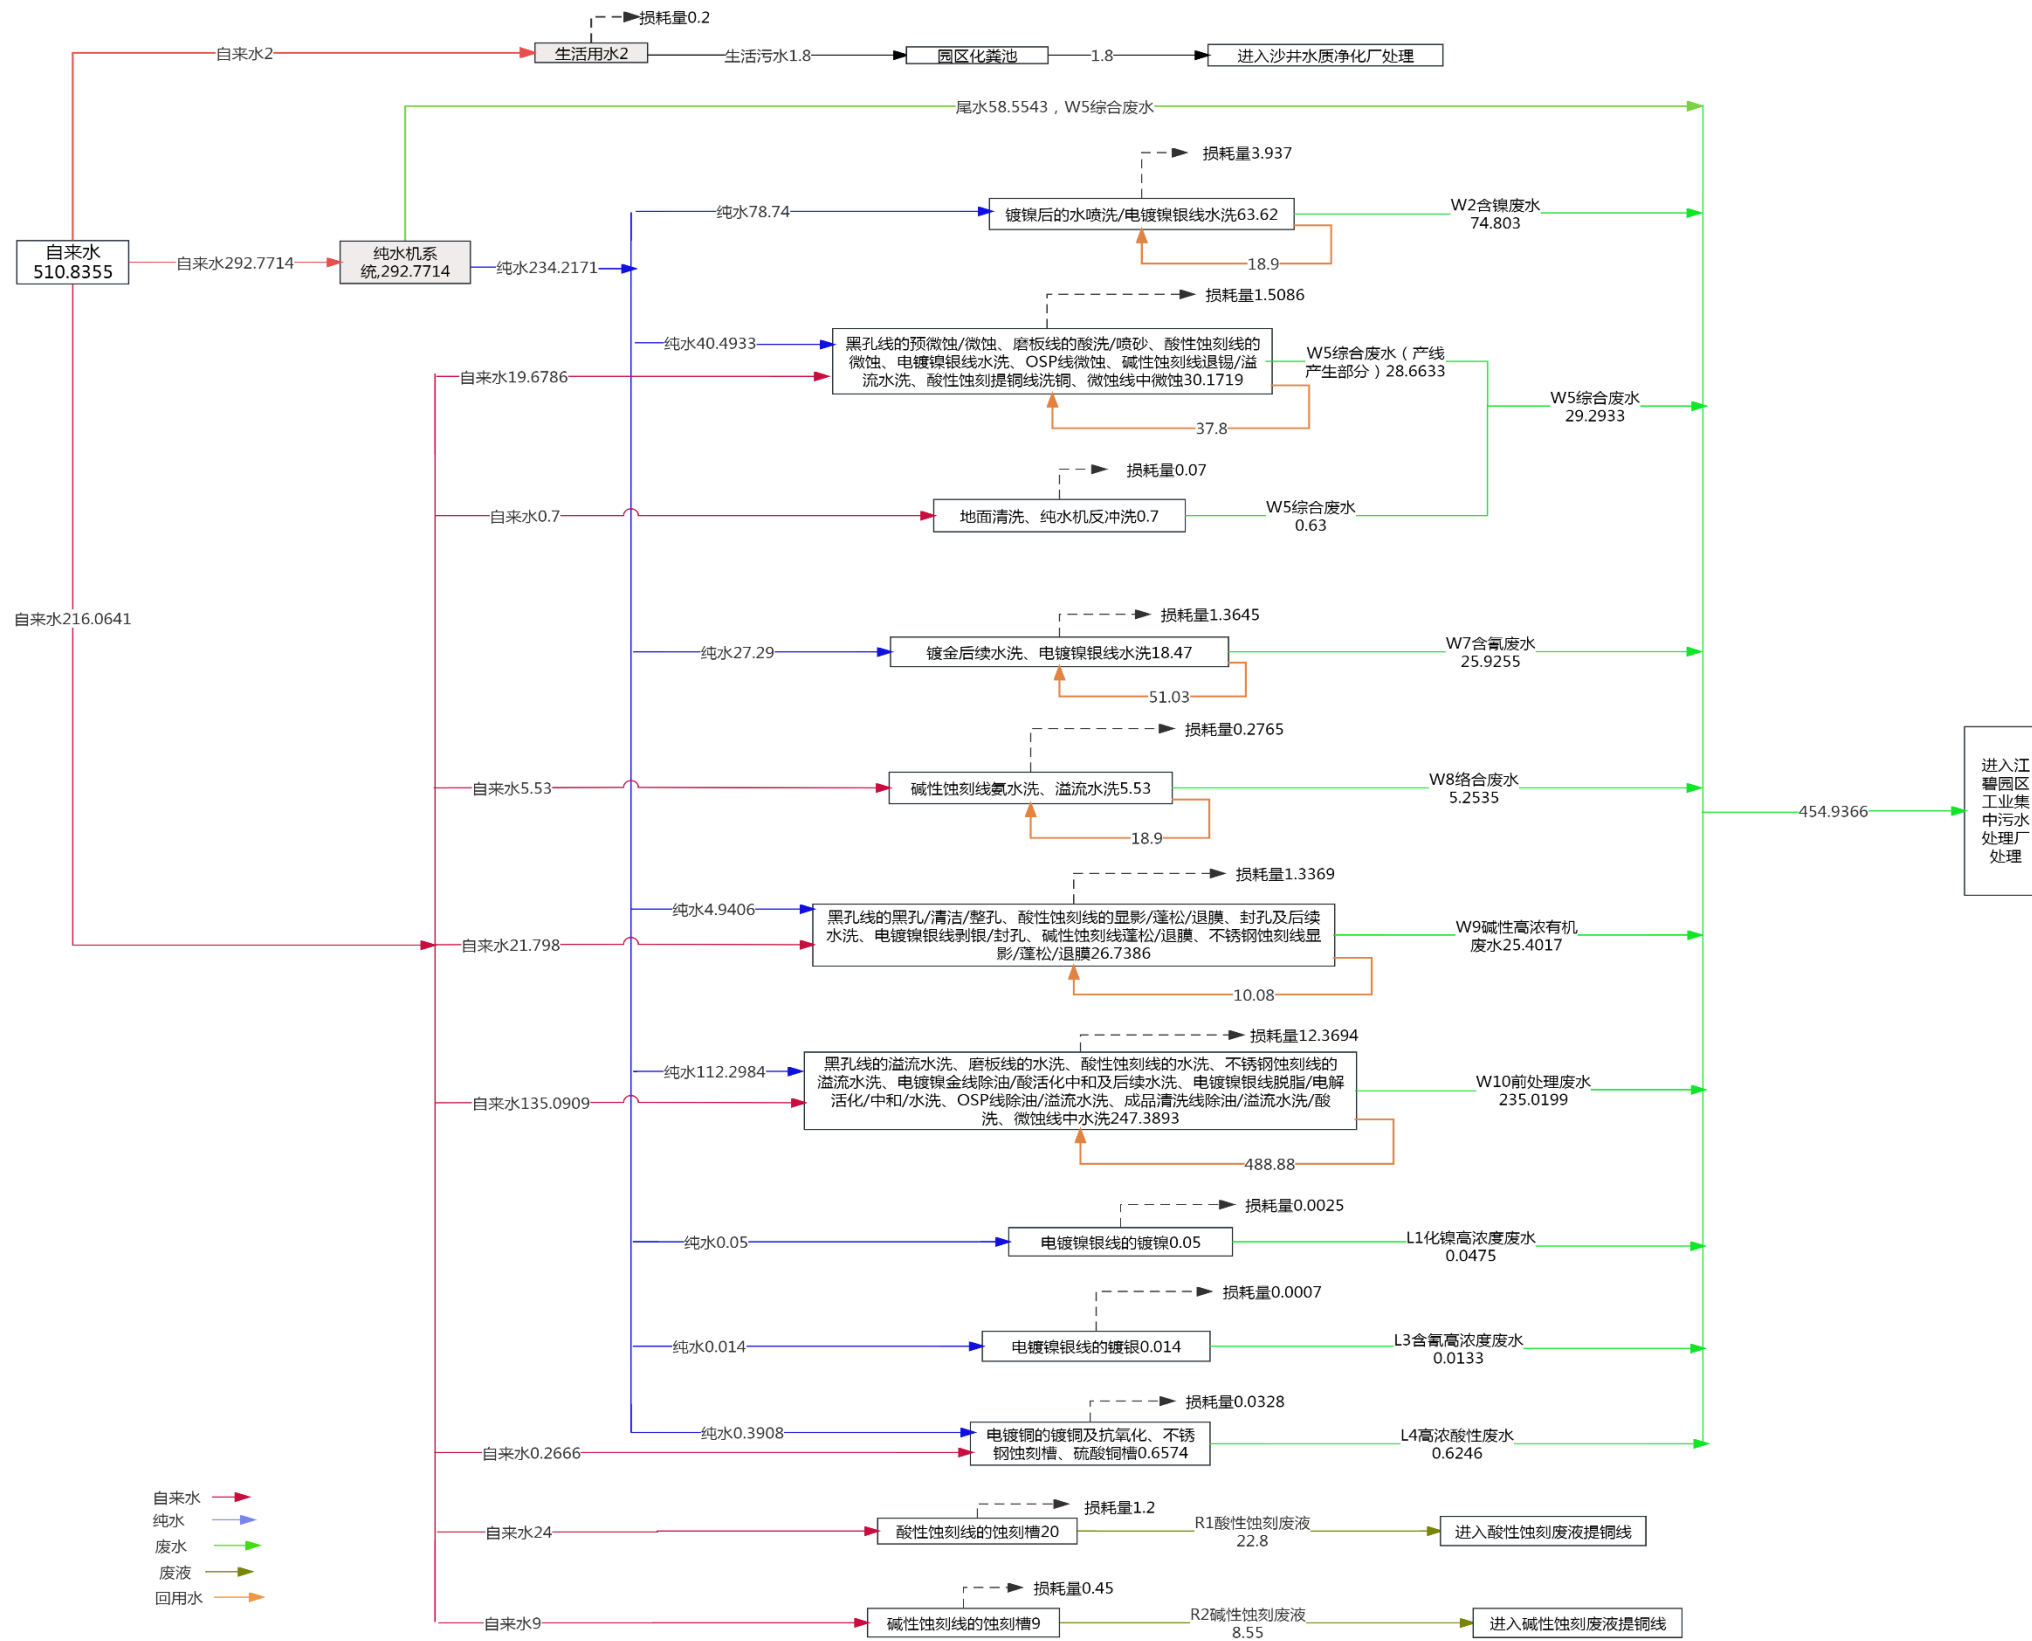 损耗量0.2
自来水2
生活用水2
生活污水1.8
园区化粪池
1.8
进入沙井水质净化厂处理
尾水58.5543，W5综合废水
损耗量3.937
纯水78.74
镀镍后的水喷洗/电镀镍银线水洗63.62
W2含镍废水
74.803
18.9
自来水
510.8355
自来水292.7714
纯水机系
统,292.7714
纯水234.2171
损耗量1.5086
纯水40.4933
自来水19.6786
黑孔线的预微蚀/微蚀、磨板线的酸洗/喷砂、酸性蚀刻线的
微蚀、电镀镍银线水洗、OSP线微蚀、碱性蚀刻线退锡/溢
流水洗、酸性蚀刻提铜线洗铜、微蚀线中微蚀30.1719
W5综合废水（产线
产生部分）28.6633
37.8
W5综合废水
29.2933
损耗量0.07
自来水0.7
地面清洗、纯水机反冲洗0.7
W5综合废水
0.63
自来水216.0641
损耗量1.3645
纯水27.29
镀金后续水洗、电镀镍银线水洗18.47
W7含氰废水
25.9255
51.03
损耗量0.2765
自来水5.53
碱性蚀刻线氨水洗、溢流水洗5.53
W8络合废水
5.2535
18.9
454.9366
进入江
碧园区
工业集
中污水
处理厂
处理
损耗量1.3369
纯水4.9406
自来水21.798
黑孔线的黑孔/清洁/整孔、酸性蚀刻线的显影/蓬松/退膜、封孔及后续
水洗、电镀镍银线剥银/封孔、碱性蚀刻线蓬松/退膜、不锈钢蚀刻线显
影/蓬松/退膜26.7386
W9碱性高浓有机
废水25.4017
10.08
损耗量12.3694
纯水112.2984
自来水135.0909
黑孔线的溢流水洗、磨板线的水洗、酸性蚀刻线的水洗、不锈钢蚀刻线的
溢流水洗、电镀镍金线除油/酸活化中和及后续水洗、电镀镍银线脱脂/电解
活化/中和/水洗、OSP线除油/溢流水洗、成品清洗线除油/溢流水洗/酸
洗、微蚀线中水洗247.3893
W10前处理废水
235.0199
488.88
损耗量0.0025
纯水0.05
电镀镍银线的镀镍0.05
L1化镍高浓度废水
0.0475
损耗量0.0007
纯水0.014
电镀镍银线的镀银0.014
L3含氰高浓度废水
0.0133
损耗量0.0328
纯水0.3908
自来水0.2666
电镀铜的镀铜及抗氧化、不锈
钢蚀刻槽、硫酸铜槽0.6574
L4高浓酸性废水
0.6246
自来水
纯水
废水
废液
回用水
损耗量1.2
自来水24
酸性蚀刻线的蚀刻槽20
R1酸性蚀刻废液
22.8
进入酸性蚀刻废液提铜线
损耗量0.45
自来水9
碱性蚀刻线的蚀刻槽9
R2碱性蚀刻废液
8.55
进入碱性蚀刻废液提铜线